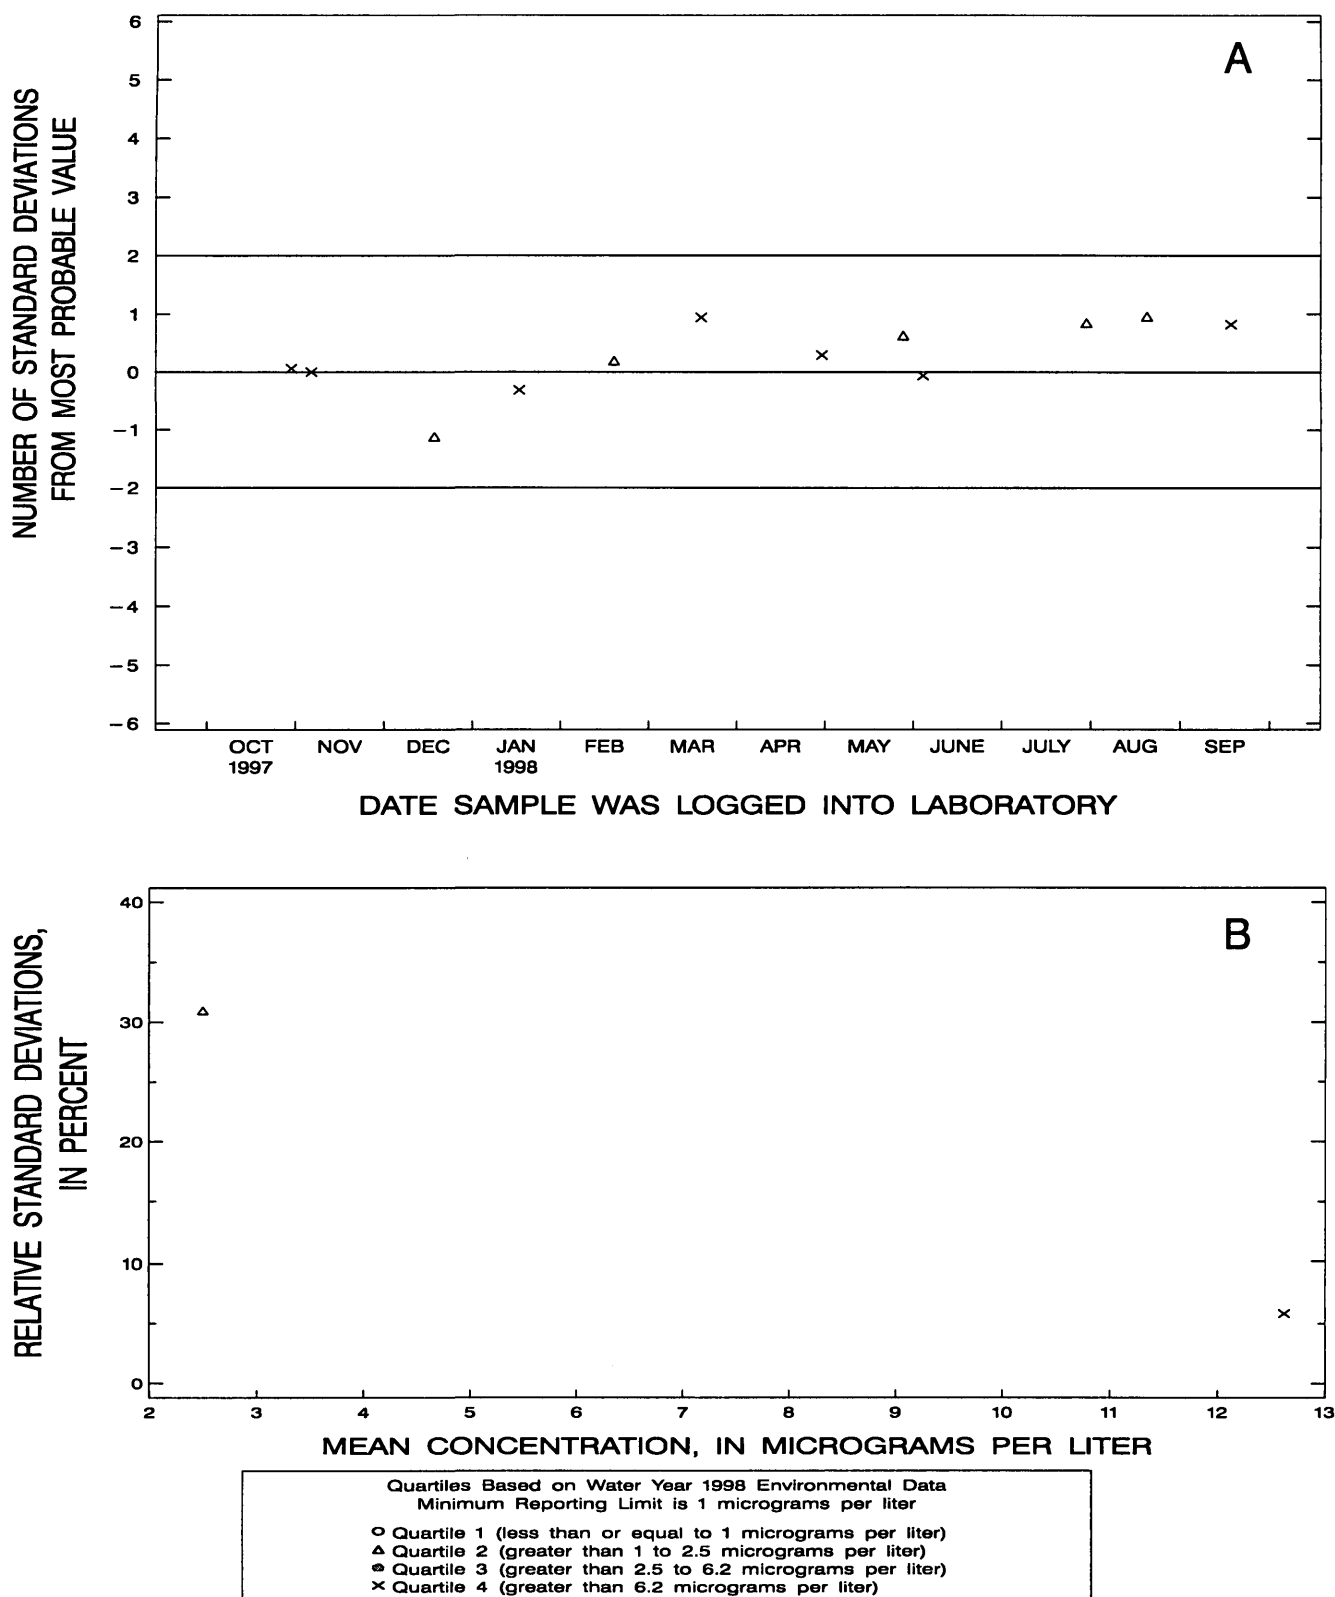 A
NUMBER OF STANDARD DEVIATIONS
FROM MOST PROBABLE VALUE
6
5
4
3
2
1
0
−1
−2
−3
−4
−5
−6
OCT NOV DEC JAN FEB MAR APR MAY JUNE JULY AUG SEP
1997 1998
DATE SAMPLE WAS LOGGED INTO LABORATORY
B
RELATIVE STANDARD DEVIATIONS,
IN PERCENT
40
30
20
10
0
2 3 4 5 6 7 8 9 10 11 12 13
MEAN CONCENTRATION, IN MICROGRAMS PER LITER
Quartiles Based on Water Year 1998 Environmental Data
Minimum Reporting Limit is 1 micrograms per liter
Quartile 1 (less than or equal to 1 micrograms per liter)
Quartile 2 (greater than 1 to 2.5 micrograms per liter)
Quartile 3 (greater than 2.5 to 6.2 micrograms per liter)
Quartile 4 (greater than 6.2 micrograms per liter)